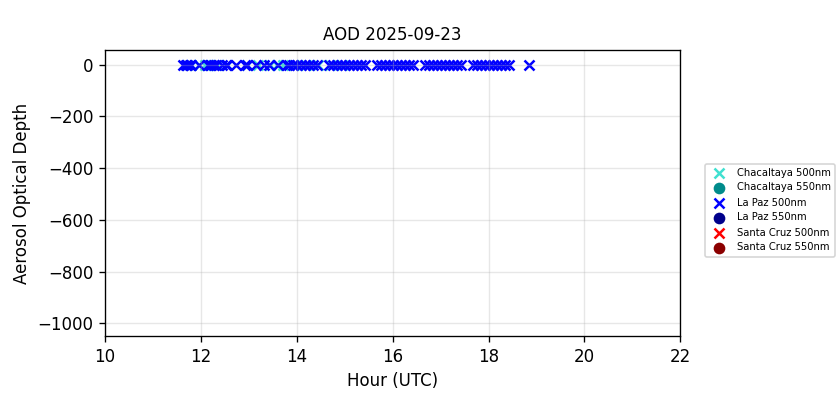 AOD 2025-09-23
Aerosol Optical Depth
0
−200
−400
−600
−800
−1000
10 12 14 16 18 20 22
Hour (UTC)
Chacaltaya 500nm
Chacaltaya 550nm
La Paz 500nm
La Paz 550nm
Santa Cruz 500nm
Santa Cruz 550nm